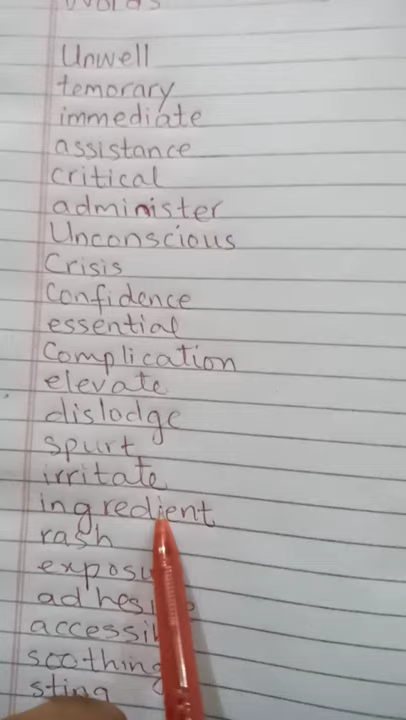 Words
Unwell
temorary
immediate
assistance
critical
administer
Unconscious
Crisis
Confidence
essential
Complication
elevate
dislodge
spurt
irritate
ingredient
rash
soothing
sting